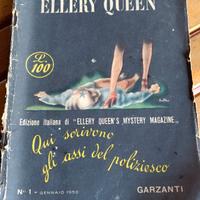 ELLERY QUEEN
L.
100
Edizione italiana di "ELLERY QUEEN'S MYSTERY MAGAZINE„
Qui scrivono
gli assi del poliziesco
N° 1 - GENNAIO 1950
GARZANTI